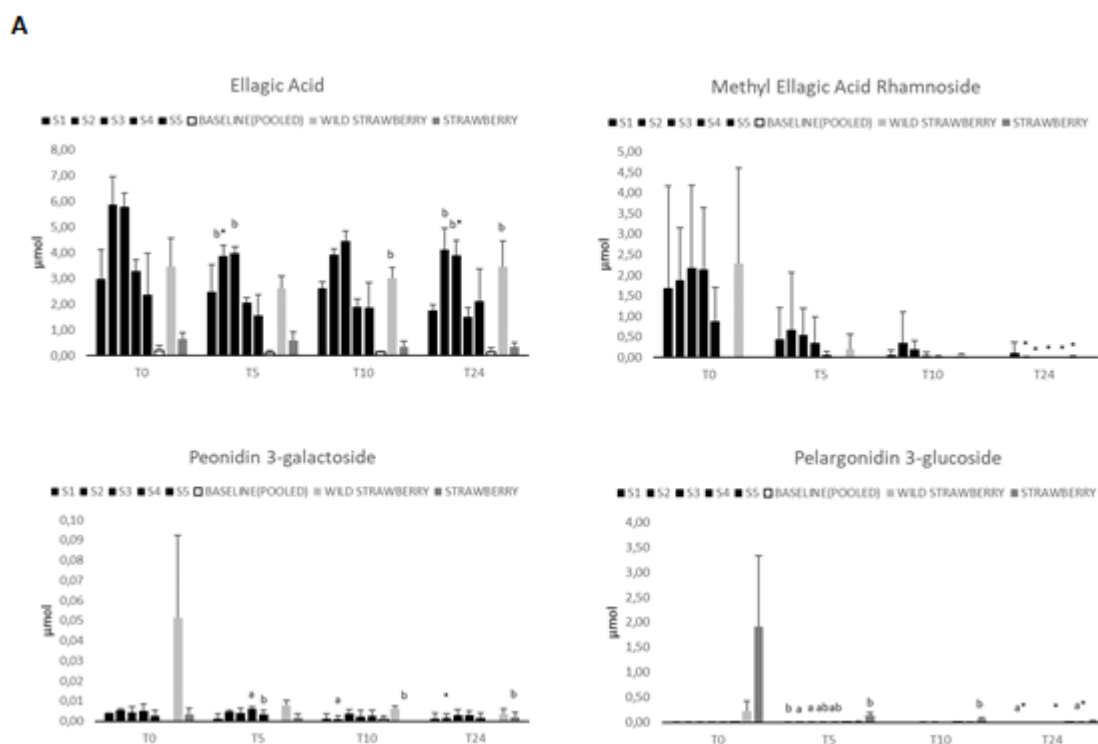 A
Ellagic Acid
S1 S2 S3 S4 S5 BASELINE(POOLED) WILD STRAWBERRY STRAWBERRY
8,00
7,00
6,00
5,00
4,00
3,00
2,00
1,00
0,00
µmol
b* b
b
b b* b
T0 T5 T10 T24
Methyl Ellagic Acid Rhamnoside
S1 S2 S3 S4 S5 BASELINE(POOLED) WILD STRAWBERRY STRAWBERRY
5,00
4,50
4,00
3,50
3,00
2,50
2,00
1,50
1,00
0,50
0,00
µmol
* * * * *
T0 T5 T10 T24
Peonidin 3-galactoside
S1 S2 S3 S4 S5 BASELINE(POOLED) WILD STRAWBERRY STRAWBERRY
0,10
0,09
0,08
0,07
0,06
0,05
0,04
0,03
0,02
0,01
0,00
µmol
a b
a b
* b
T0 T5 T10 T24
Pelargonidin 3-glucoside
S1 S2 S3 S4 S5 BASELINE(POOLED) WILD STRAWBERRY STRAWBERRY
4,00
3,50
3,00
2,50
2,00
1,50
1,00
0,50
0,00
µmol
b a a ab ab b
b
a* * a*
T0 T5 T10 T24